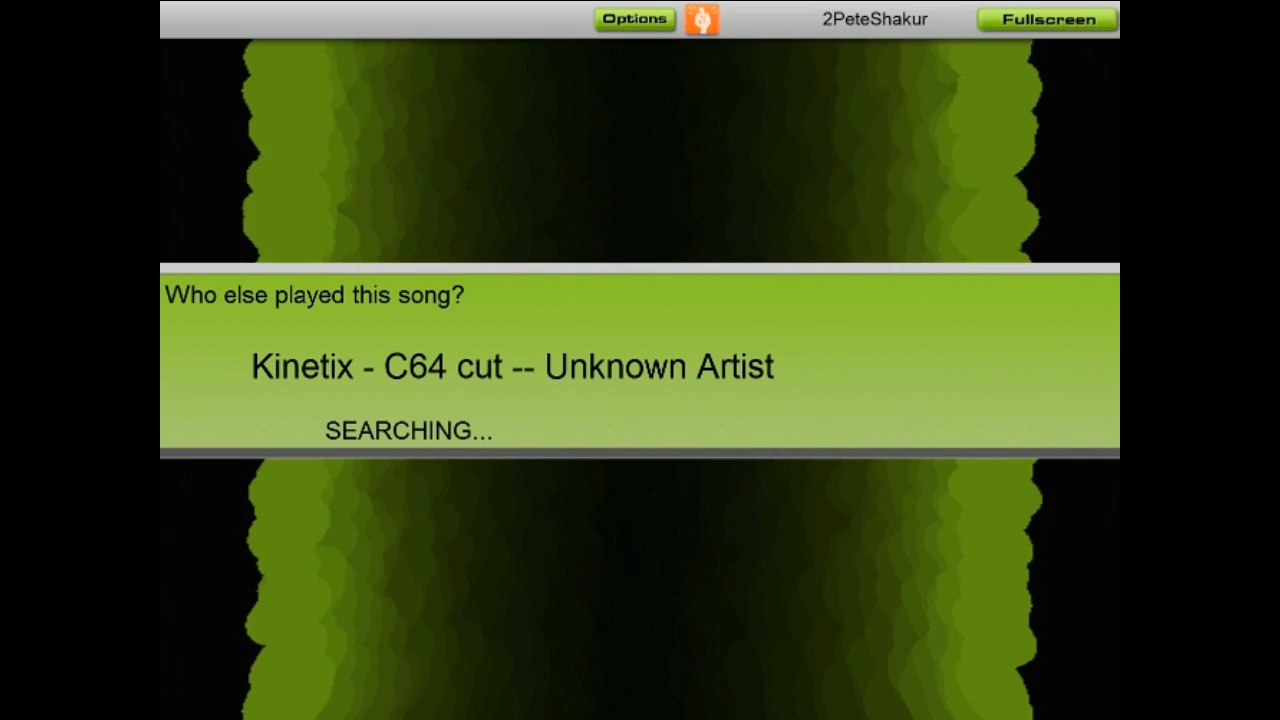 Options
2PeteShakur
Fullscreen
Who else played this song?
Kinetix - C64 cut -- Unknown Artist
SEARCHING...